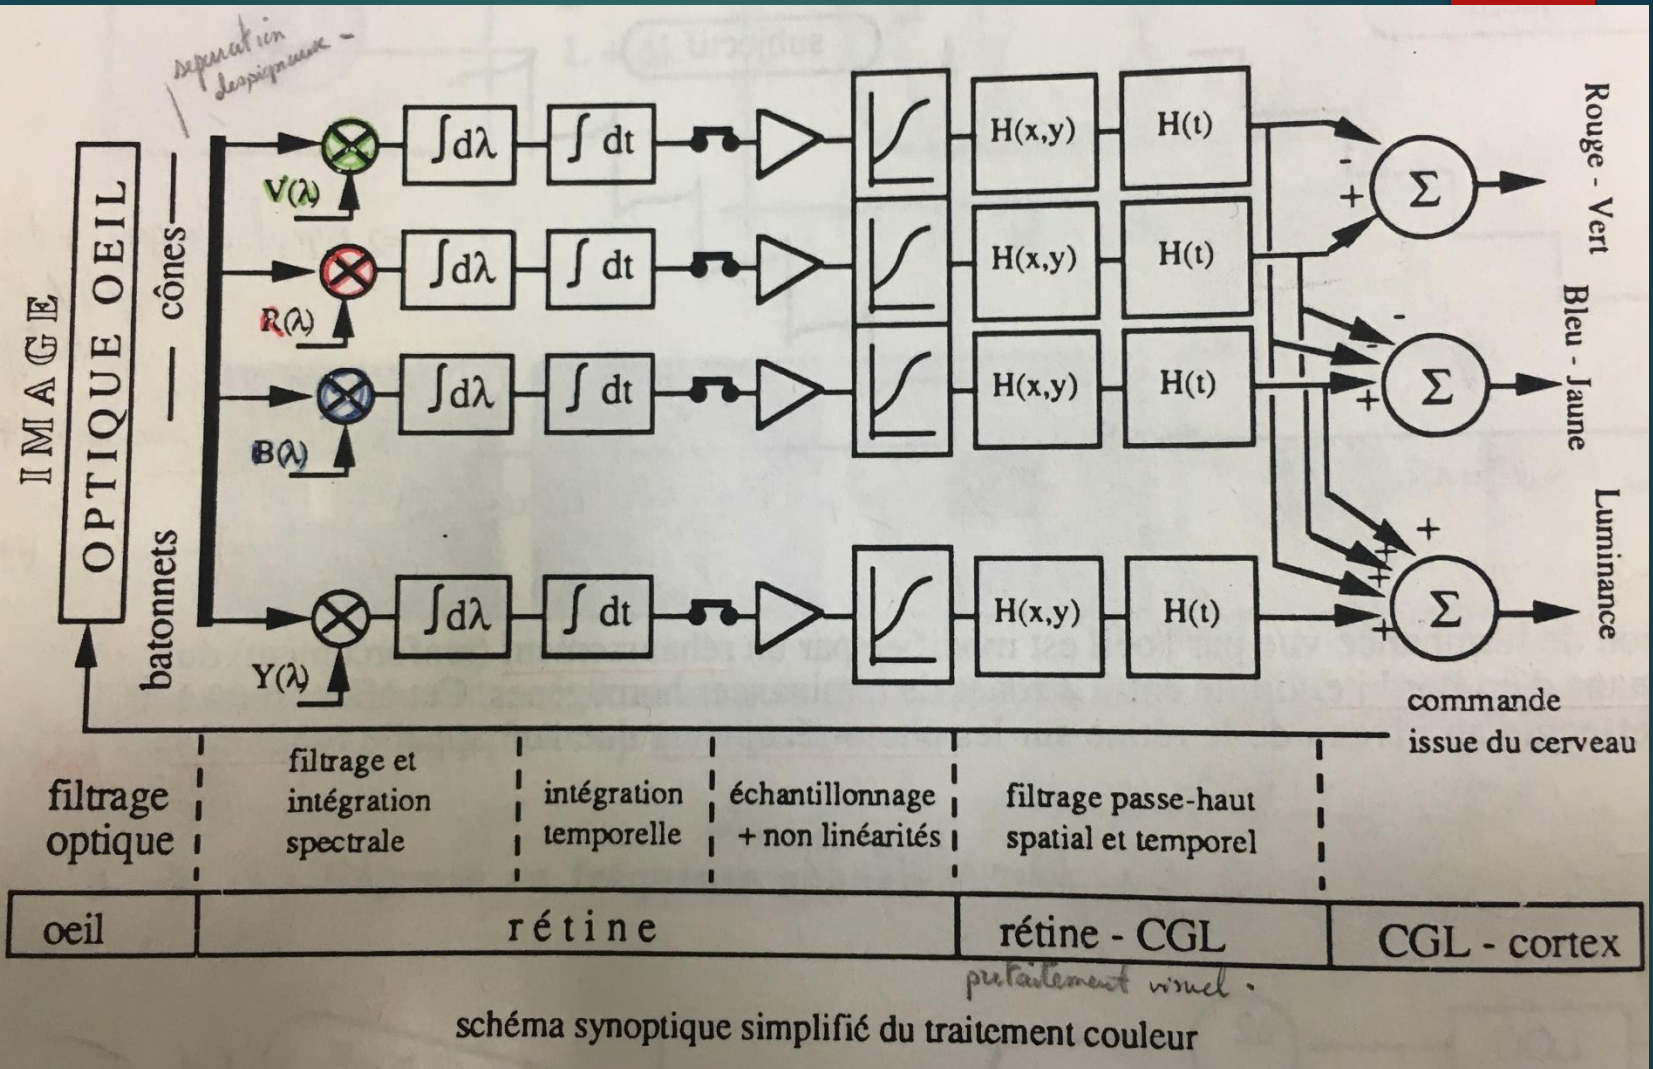 separation
IMAGE
OPTIQUE OEIL
cônes
batonnets
V(λ)
∫dλ
∫ dt
H(x,y)
H(t)
-
+
Σ
Rouge - Vert
R(λ)
∫dλ
∫ dt
H(x,y)
H(t)
B(λ)
∫dλ
∫ dt
H(x,y)
H(t)
-
-
+
Σ
Bleu - Jaune
Y(λ)
∫dλ
∫ dt
H(x,y)
H(t)
+
+
+
+
Σ
Luminance
commande
issue du cerveau
filtrage
optique
filtrage et
intégration
spectrale
intégration
temporelle
échantillonnage
+ non linéarités
filtrage passe-haut
spatial et temporel
oeil
rétine
rétine - CGL
CGL - cortex
pretaitement visuel.
schéma synoptique simplifié du traitement couleur